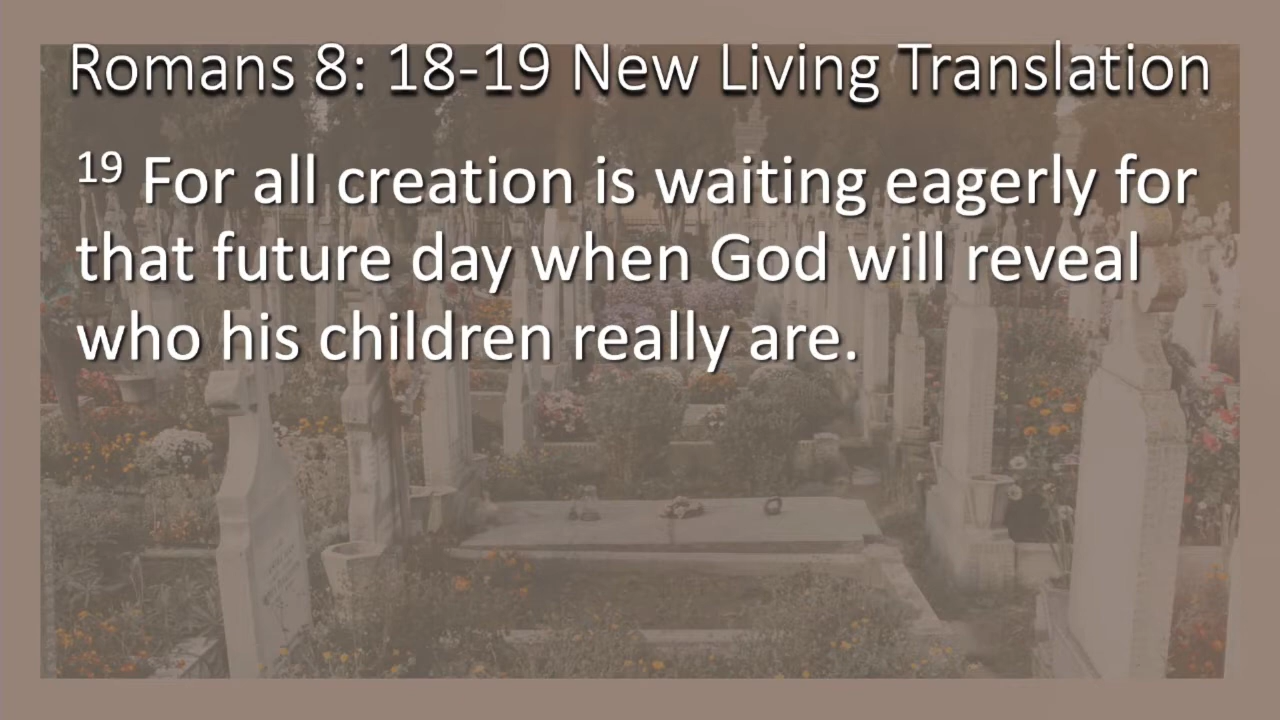 Romans 8: 18-19 New Living Translation
19 For all creation is waiting eagerly for
that future day when God will reveal
who his children really are.